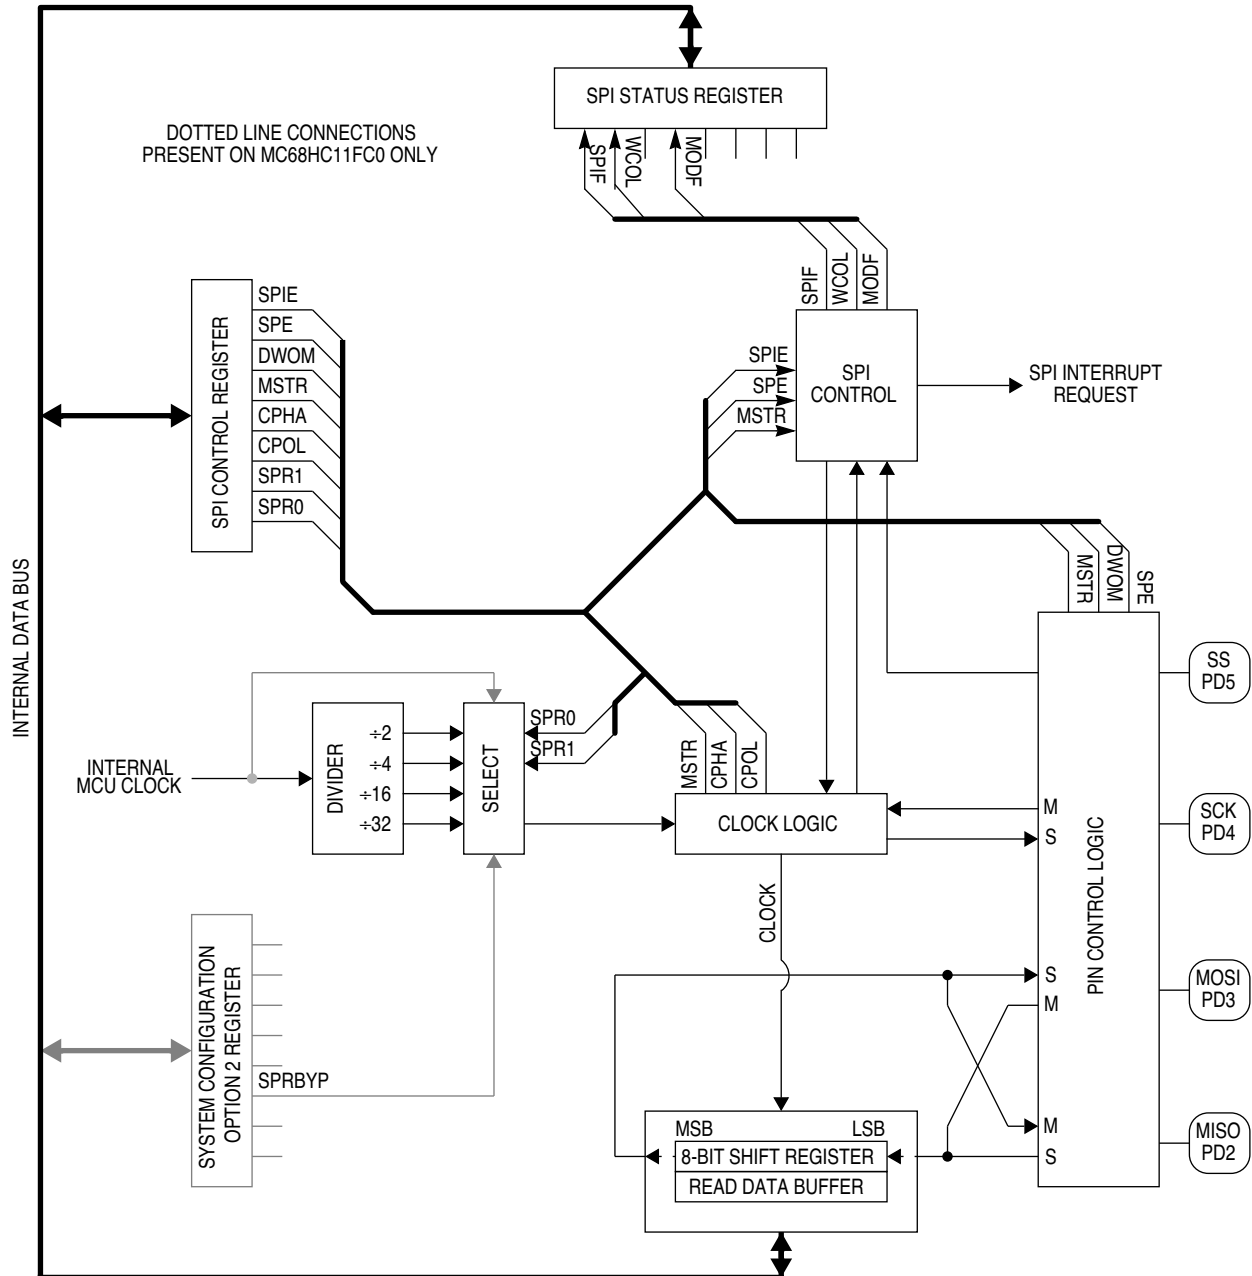 SPI STATUS REGISTER
DOTTED LINE CONNECTIONS
PRESENT ON MC68HC11FC0 ONLY
SPIF
WCOL
MODF
SPIF
WCOL
MODF
SPI CONTROL REGISTER
SPIE
SPE
DWOM
MSTR
CPHA
CPOL
SPR1
SPR0
SPIE
SPE
MSTR
SPI
CONTROL
SPI INTERRUPT
REQUEST
INTERNAL DATA BUS
MSTR
DWOM
SPE
SS
PD5
INTERNAL
MCU CLOCK
DIVIDER
÷2
÷4
÷16
÷32
SELECT
SPR0
SPR1
MSTR
CPHA
CPOL
CLOCK LOGIC
M
S
SCK
PD4
PIN CONTROL LOGIC
CLOCK
SYSTEM CONFIGURATION
OPTION 2 REGISTER
SPRBYP
S
M
MOSI
PD3
M
S
MISO
PD2
MSB LSB
8-BIT SHIFT REGISTER
READ DATA BUFFER